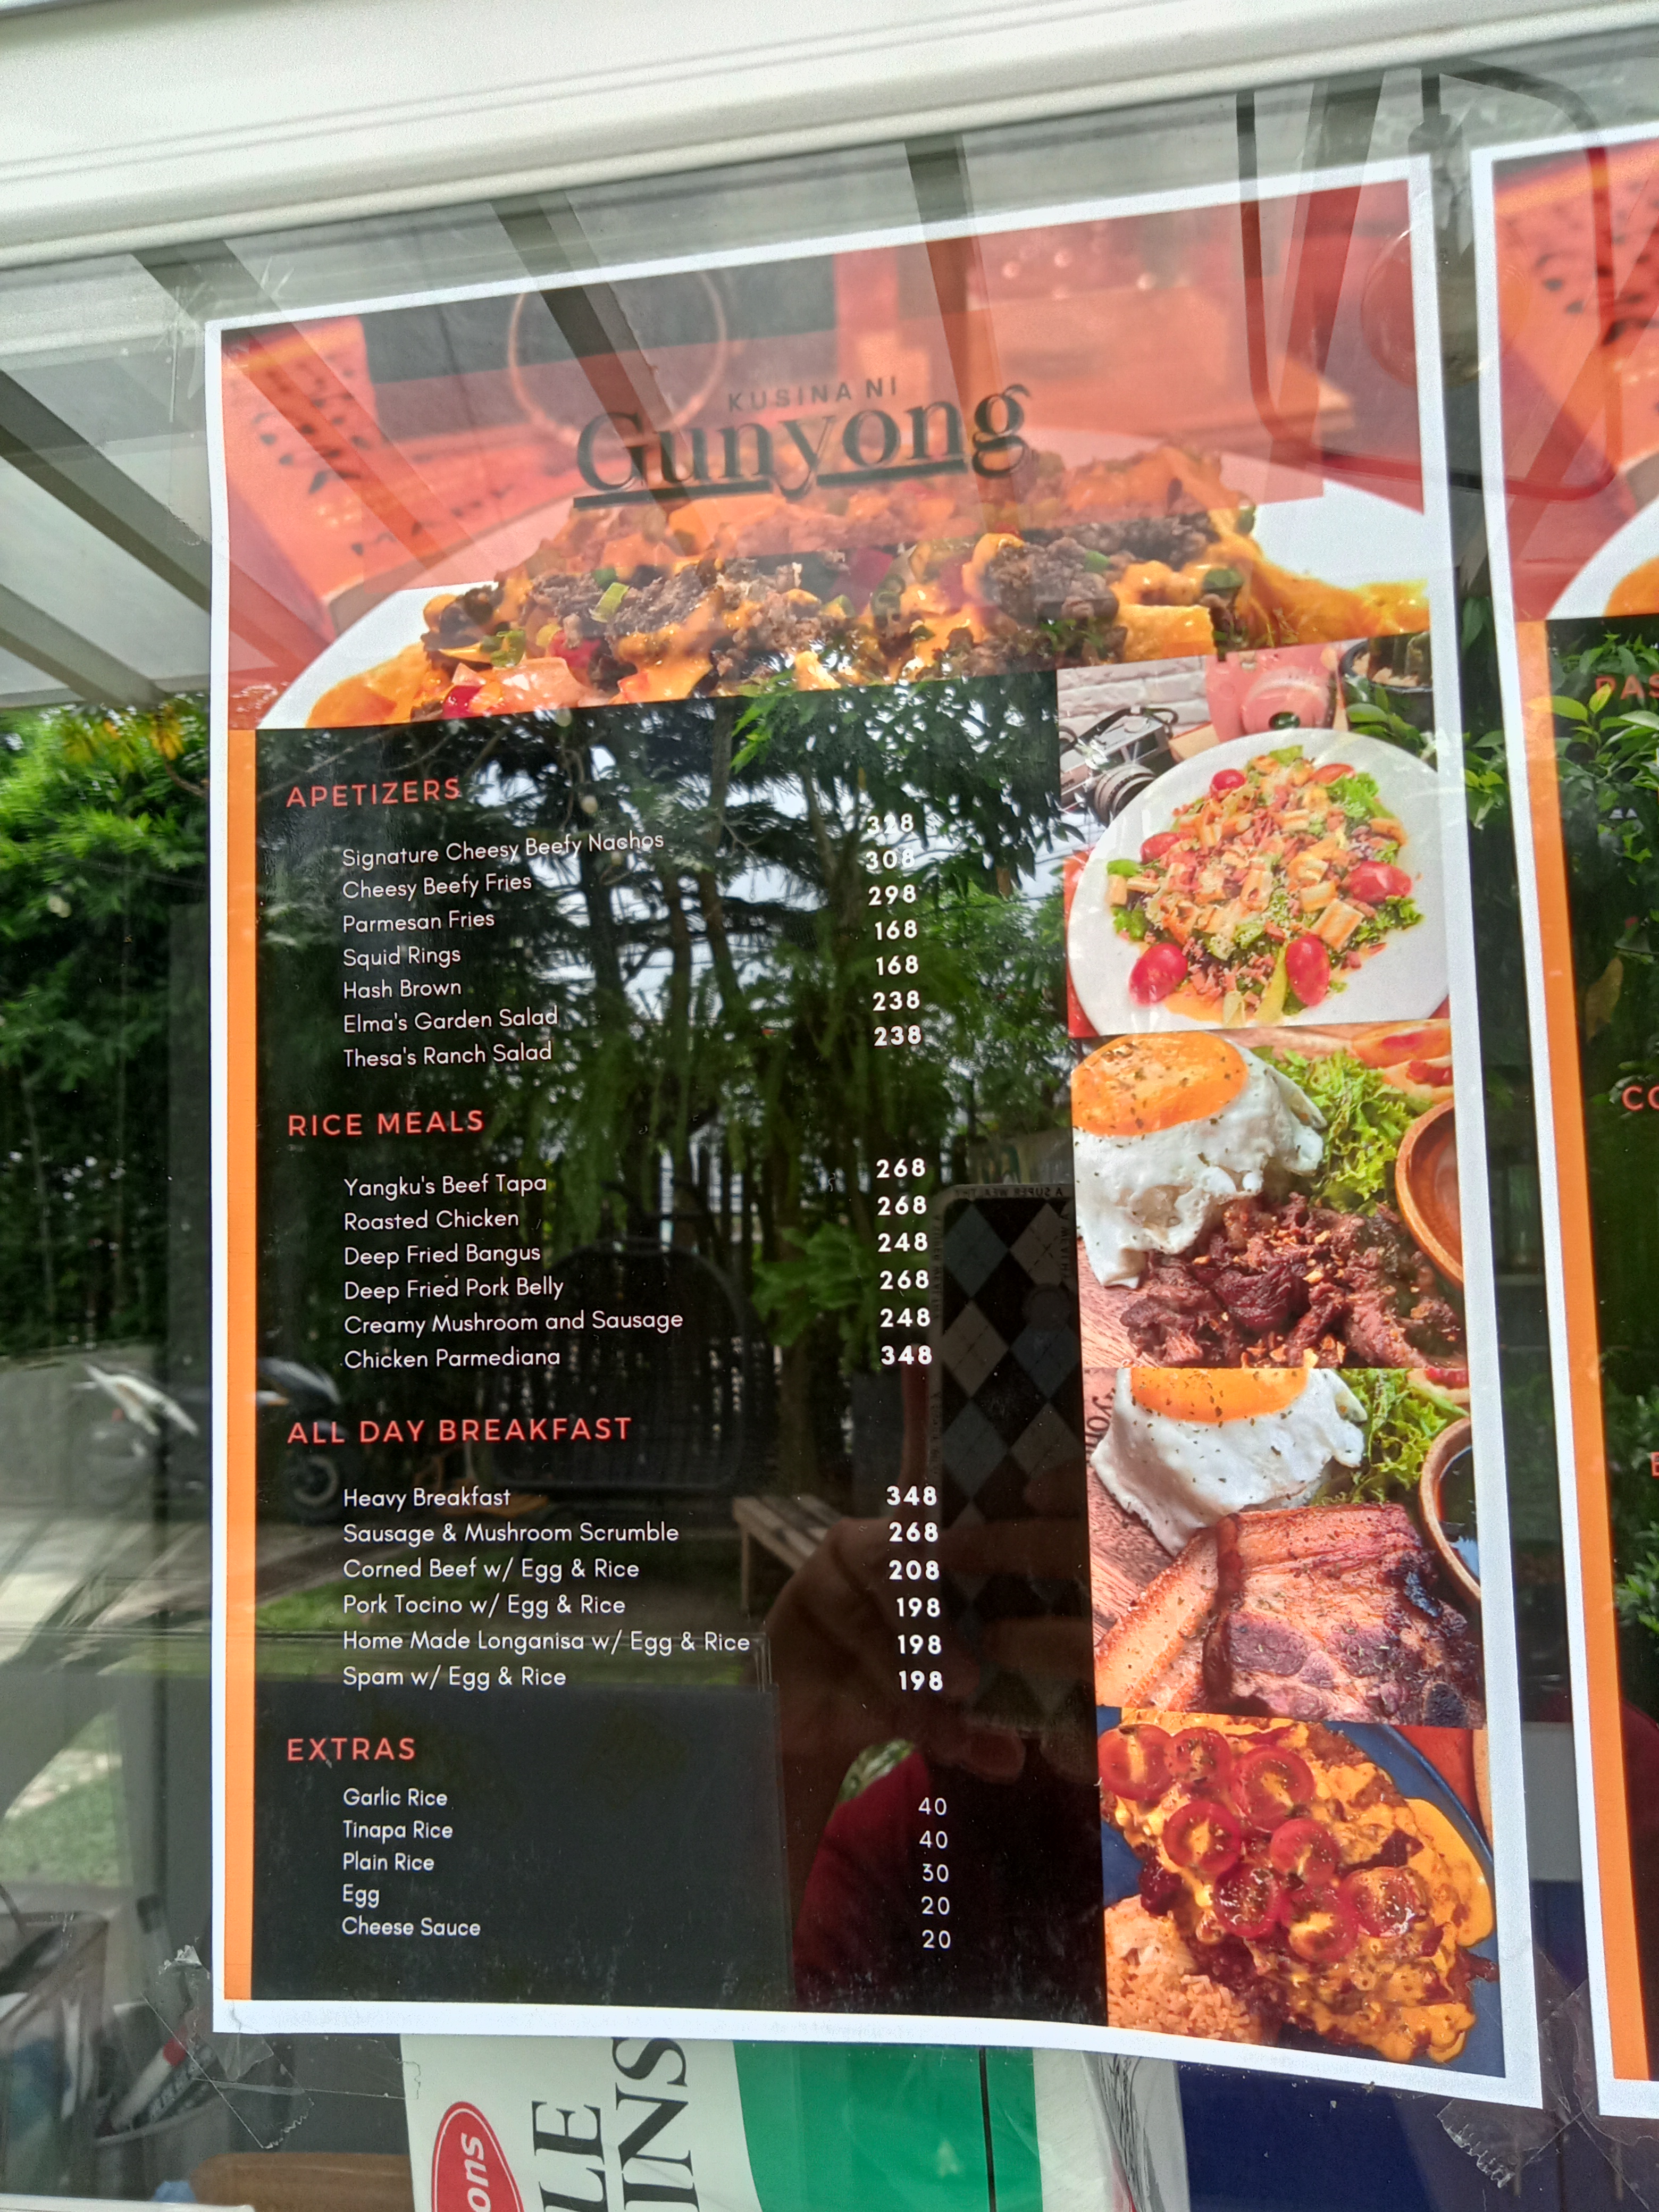 KUSINA NI
Gunyong
APETIZERS
Signature Cheesy Beefy Nachos 328
Cheesy Beefy Fries 308
Parmesan Fries 298
Squid Rings 168
Hash Brown 168
Elma's Garden Salad 238
Thesa's Ranch Salad 238
RICE MEALS
Yangku's Beef Tapa 268
Roasted Chicken 268
Deep Fried Bangus 248
Deep Fried Pork Belly 268
Creamy Mushroom and Sausage 248
Chicken Parmediana 348
ALL DAY BREAKFAST
Heavy Breakfast 348
Sausage & Mushroom Scrumble 268
Corned Beef w/ Egg & Rice 208
Pork Tocino w/ Egg & Rice 198
Home Made Longanisa w/ Egg & Rice 198
Spam w/ Egg & Rice 198
EXTRAS
Garlic Rice 40
Tinapa Rice 40
Plain Rice 30
Egg 20
Cheese Sauce 20